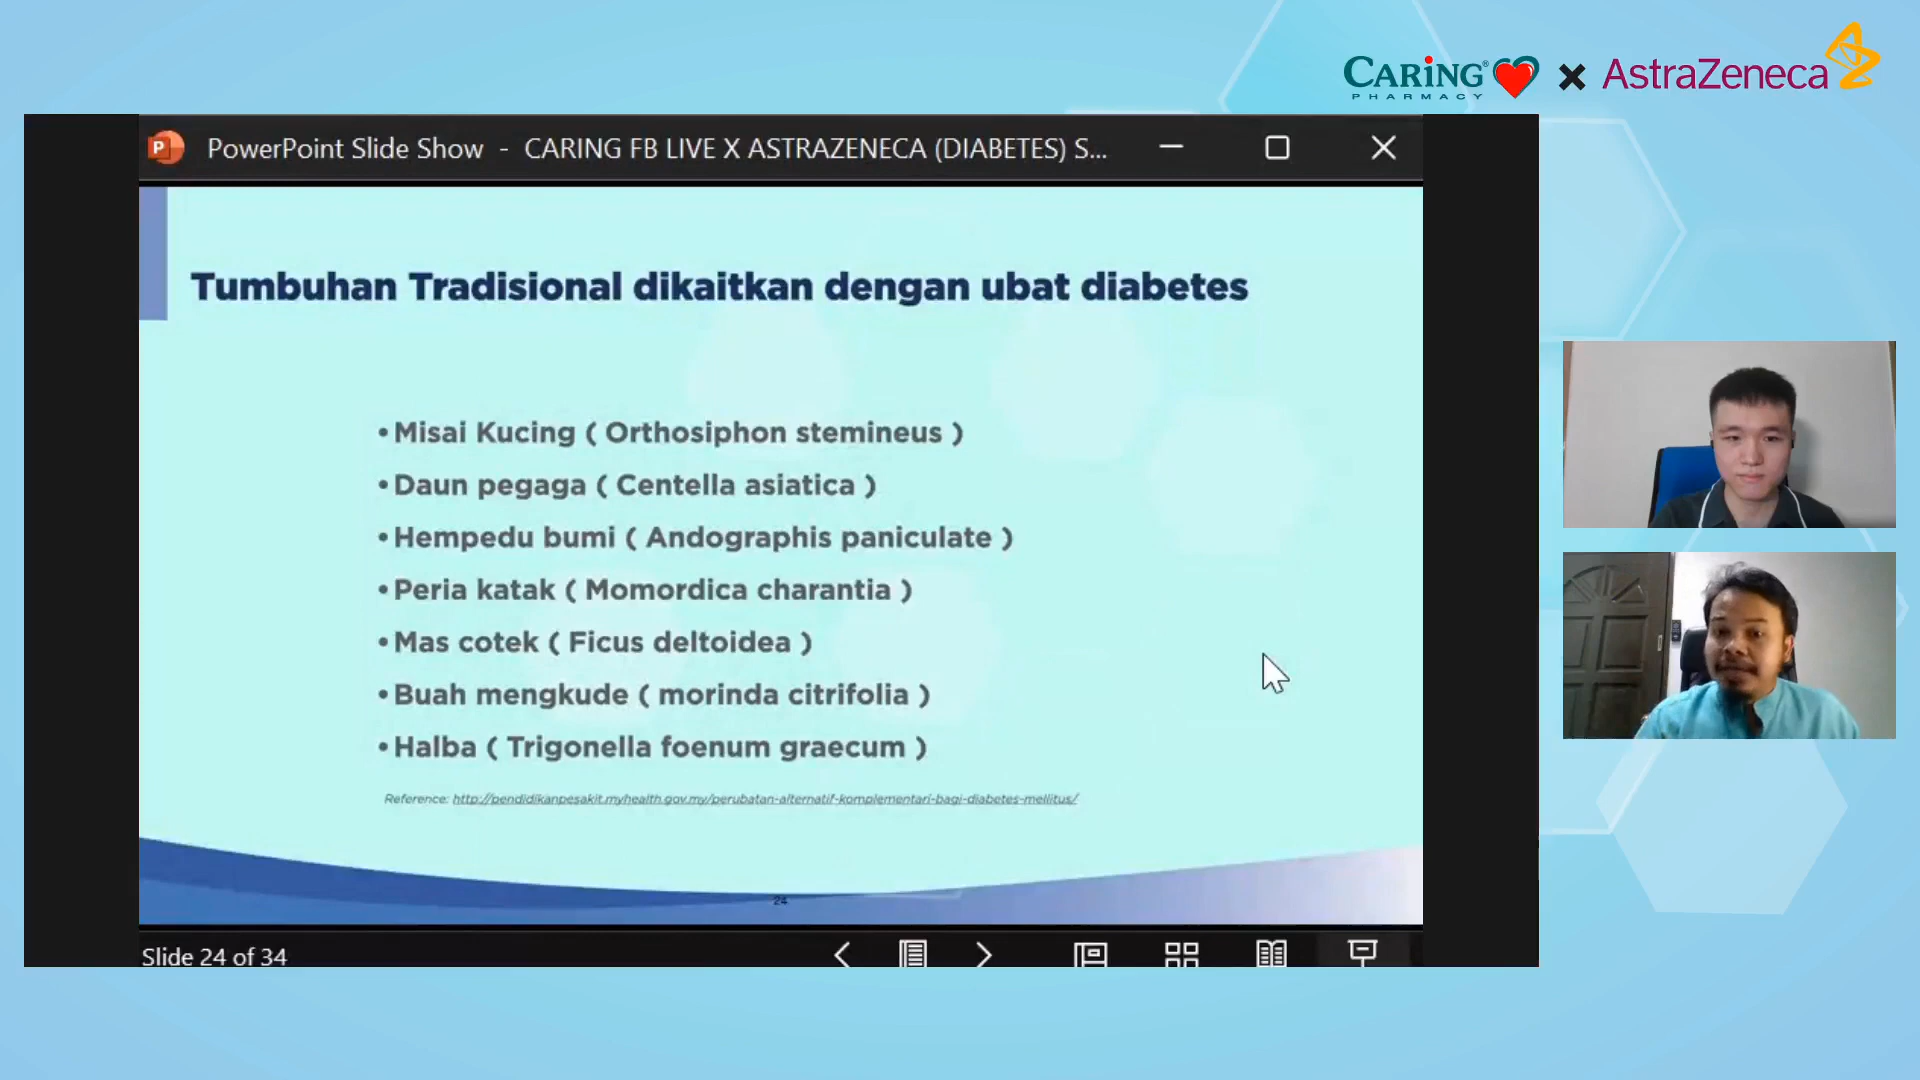 CARiNG® × AstraZeneca
PHARMACY
PowerPoint Slide Show - CARING FB LIVE X ASTRAZENECA (DIABETES) S...
Tumbuhan Tradisional dikaitkan dengan ubat diabetes
• Misai Kucing ( Orthosiphon stemineus )
• Daun pegaga ( Centella asiatica )
• Hempedu bumi ( Andographis paniculate )
• Peria katak ( Momordica charantia )
• Mas cotek ( Ficus deltoidea )
• Buah mengkude ( morinda citrifolia )
• Halba ( Trigonella foenum graecum )
Reference: http://pendidikanpesakit.myhealth.gov.my/perubatan-alternatif-komplementari-bagi-diabetes-mellitus/
24
Slide 24 of 34